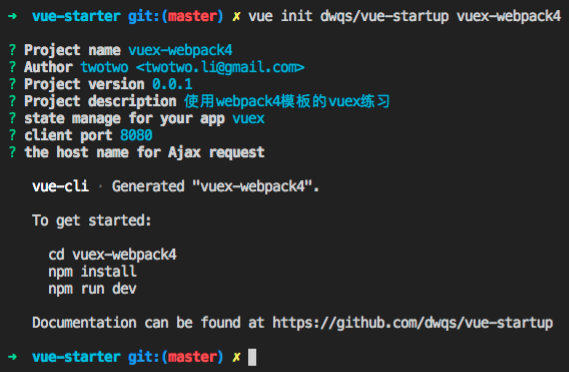 ➜ vue-starter git:(master) ✗ vue init dwqs/vue-startup vuex-webpack4
? Project name vuex-webpack4
? Author twotwo <twotwo.li@gmail.com>
? Project version 0.0.1
? Project description 使用webpack4模板的vuex练习
? state manage for your app vuex
? client port 8080
? the host name for Ajax request
vue-cli · Generated "vuex-webpack4".
To get started:
cd vuex-webpack4
npm install
npm run dev
Documentation can be found at https://github.com/dwqs/vue-startup
➜ vue-starter git:(master) ✗